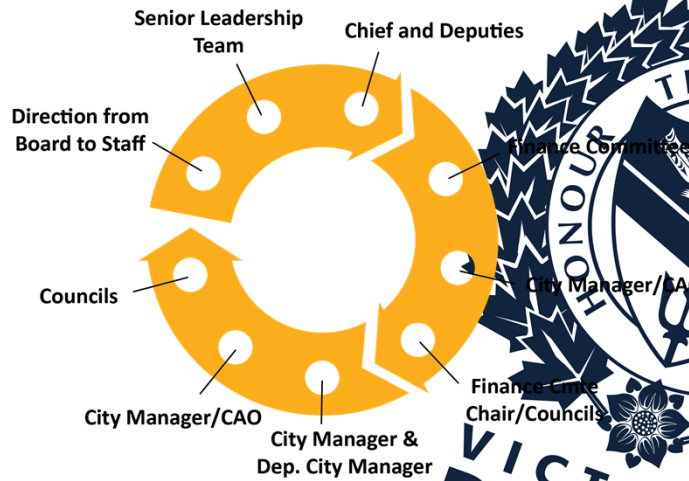 Senior Leadership
Team
Chief and Deputies
Direction from
Board to Staff
Finance Committee
City Manager/CA
Finance Cmte
Chair/Councils
City Manager &
Dep. City Manager
City Manager/CAO
Councils
HONOUR
T
VICT